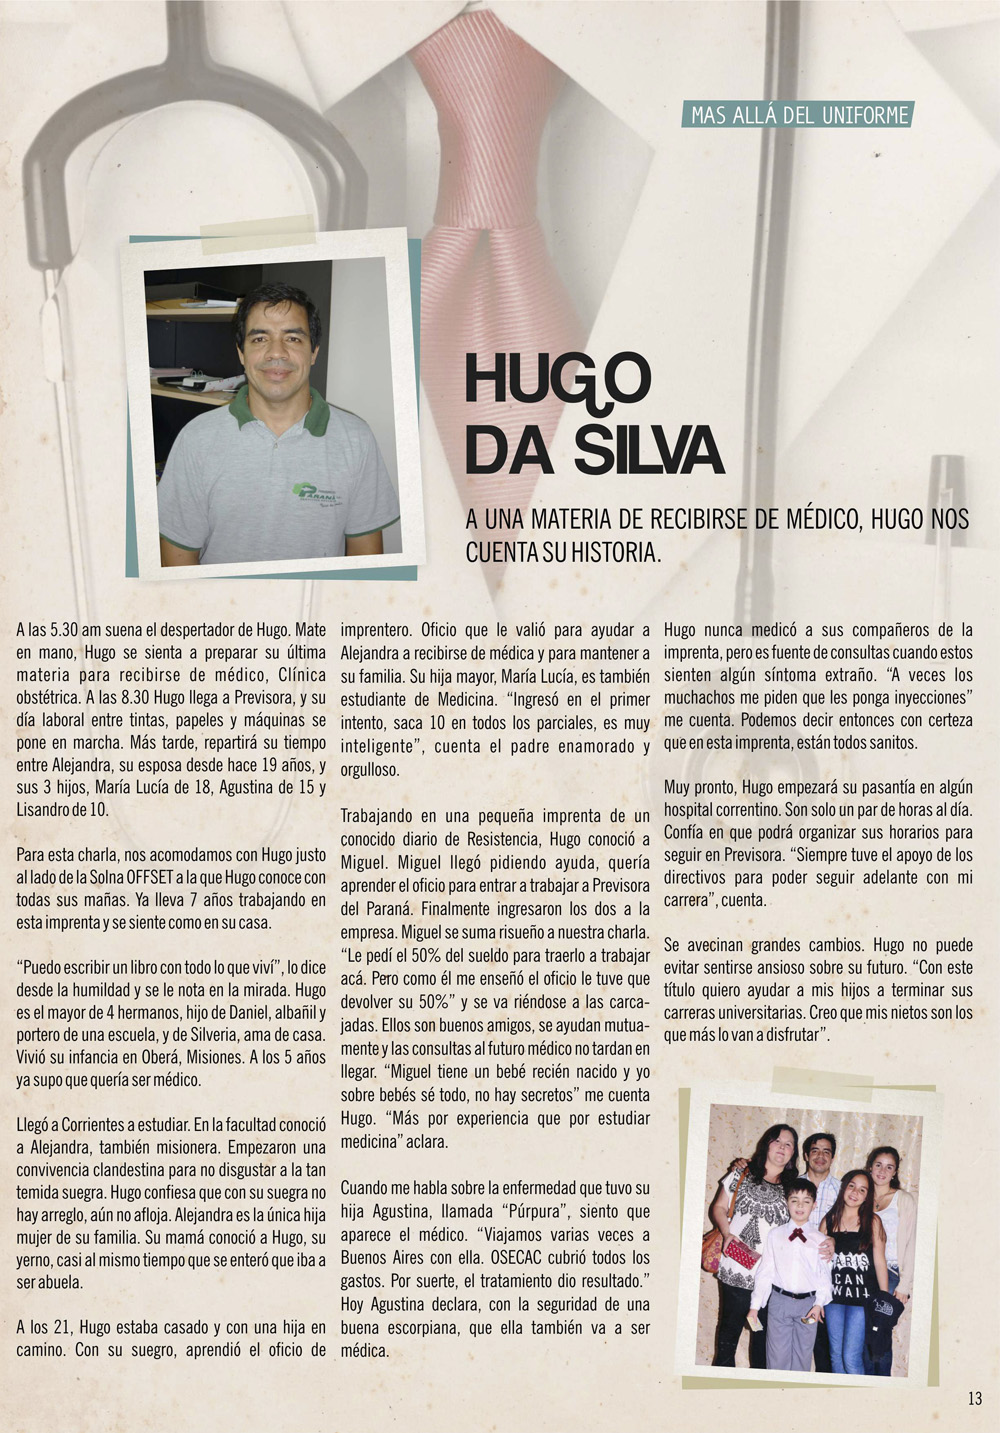 MAS ALLÁ DEL UNIFORME
PARANÁ
HUGO
DA SILVA
A UNA MATERIA DE RECIBIRSE DE MÉDICO, HUGO NOS
CUENTA SU HISTORIA.
A las 5.30 am suena el despertador de Hugo. Mate
en mano, Hugo se sienta a preparar su última
materia para recibirse de médico, Clínica
obstétrica. A las 8.30 Hugo llega a Previsora, y su
día laboral entre tintas, papeles y máquinas se
pone en marcha. Más tarde, repartirá su tiempo
entre Alejandra, su esposa desde hace 19 años, y
sus 3 hijos, María Lucía de 18, Agustina de 15 y
Lisandro de 10.
Para esta charla, nos acomodamos con Hugo justo
al lado de la Solna OFFSET a la que Hugo conoce con
todas sus mañas. Ya lleva 7 años trabajando en
esta imprenta y se siente como en su casa.
“Puedo escribir un libro con todo lo que viví”, lo dice
desde la humildad y se le nota en la mirada. Hugo
es el mayor de 4 hermanos, hijo de Daniel, albañil y
portero de una escuela, y de Silveria, ama de casa.
Vivió su infancia en Oberá, Misiones. A los 5 años
ya supo que quería ser médico.
Llegó a Corrientes a estudiar. En la facultad conoció
a Alejandra, también misionera. Empezaron una
convivencia clandestina para no disgustar a la tan
temida suegra. Hugo confiesa que con su suegra no
hay arreglo, aún no afloja. Alejandra es la única hija
mujer de su familia. Su mamá conoció a Hugo, su
yerno, casi al mismo tiempo que se enteró que iba a
ser abuela.
A los 21, Hugo estaba casado y con una hija en
camino. Con su suegro, aprendió el oficio de
imprentero. Oficio que le valió para ayudar a
Alejandra a recibirse de médica y para mantener a
su familia. Su hija mayor, María Lucía, es también
estudiante de Medicina. “Ingresó en el primer
intento, saca 10 en todos los parciales, es muy
inteligente”, cuenta el padre enamorado y
orgulloso.
Trabajando en una pequeña imprenta de un
conocido diario de Resistencia, Hugo conoció a
Miguel. Miguel llegó pidiendo ayuda, quería
aprender el oficio para entrar a trabajar a Previsora
del Paraná. Finalmente ingresaron los dos a la
empresa. Miguel se suma risueño a nuestra charla.
“Le pedí el 50% del sueldo para traerlo a trabajar
acá. Pero como él me enseñó el oficio le tuve que
devolver su 50%” y se va riéndose a las carca-
jadas. Ellos son buenos amigos, se ayudan mutua-
mente y las consultas al futuro médico no tardan en
llegar. “Miguel tiene un bebé recién nacido y yo
sobre bebés sé todo, no hay secretos” me cuenta
Hugo. “Más por experiencia que por estudiar
medicina” aclara.
Cuando me habla sobre la enfermedad que tuvo su
hija Agustina, llamada “Púrpura”, siento que
aparece el médico. “Viajamos varias veces a
Buenos Aires con ella. OSECAC cubrió todos los
gastos. Por suerte, el tratamiento dio resultado.”
Hoy Agustina declara, con la seguridad de una
buena escorpiana, que ella también va a ser
médica.
Hugo nunca medicó a sus compañeros de la
imprenta, pero es fuente de consultas cuando estos
sienten algún síntoma extraño. “A veces los
muchachos me piden que les ponga inyecciones”
me cuenta. Podemos decir entonces con certeza
que en esta imprenta, están todos sanitos.
Muy pronto, Hugo empezará su pasantía en algún
hospital correntino. Son solo un par de horas al día.
Confía en que podrá organizar sus horarios para
seguir en Previsora. “Siempre tuve el apoyo de los
directivos para poder seguir adelante con mi
carrera”, cuenta.
Se avecinan grandes cambios. Hugo no puede
evitar sentirse ansioso sobre su futuro. “Con este
título quiero ayudar a mis hijos a terminar sus
carreras universitarias. Creo que mis nietos son los
que más lo van a disfrutar”.
PARIS
CAN
WAIT
13